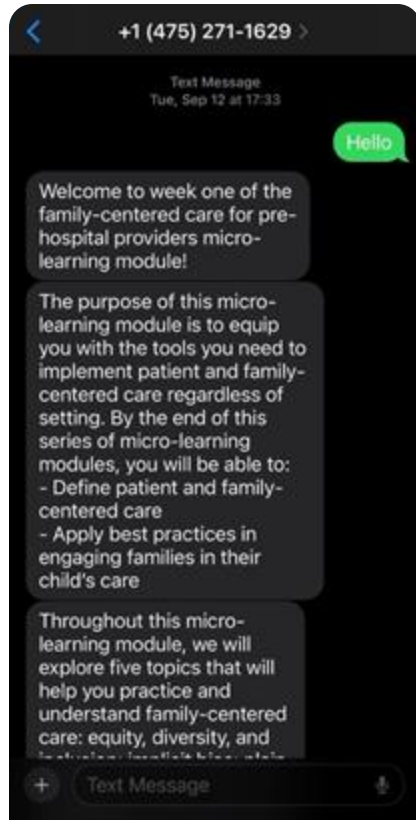 +1 (475) 271-1629
Text Message
Tue, Sep 12 at 17:33
Hello
Welcome to week one of the
family-centered care for pre-
hospital providers micro-
learning module!
The purpose of this micro-
learning module is to equip
you with the tools you need to
implement patient and family-
centered care regardless of
setting. By the end of this
series of micro-learning
modules, you will be able to:
- Define patient and family-
centered care
- Apply best practices in
engaging families in their
child's care
Throughout this micro-
learning module, we will
explore five topics that will
help you practice and
understand family-centered
care: equity, diversity, and
inclusion; implicit bias; plain
Text Message